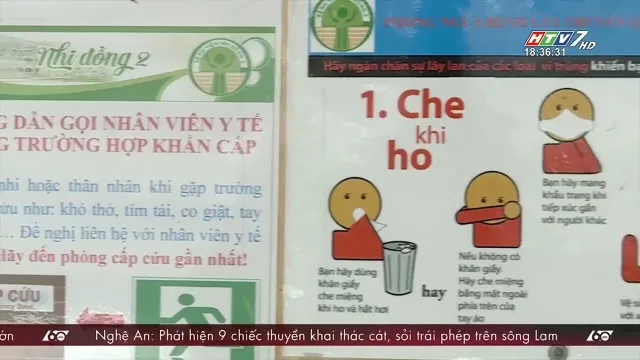 HTV7 HD
18:36:31
Nhi đồng 2
G DẪN GỌI NHÂN VIÊN Y TẾ
G TRƯỜNG HỢP KHẨN CẤP
nhi hoặc thân nhân khi gặp trường
cứu như: khó thở, tím tái, co giật, tay
... Đề nghị liên hệ với nhân viên y tế
Hãy đến phòng cấp cứu gần nhất!
P CỨU
Hãy ngăn chặn sự lây lan của các loại vi trùng khiến bạ
1. Che
khi
ho
Bạn hãy mang
khẩu trang khi
tiếp xúc gần
với người khác
Bạn hãy dùng
khăn giấy
che miệng
khi ho và hắt hơi
hay
Nếu không có
khăn giấy.
Hãy che miệng
bằng mặt ngoài
phía trên của
tay áo
Nghệ An: Phát hiện 9 chiếc thuyền khai thác cát, sỏi trái phép trên sông Lam